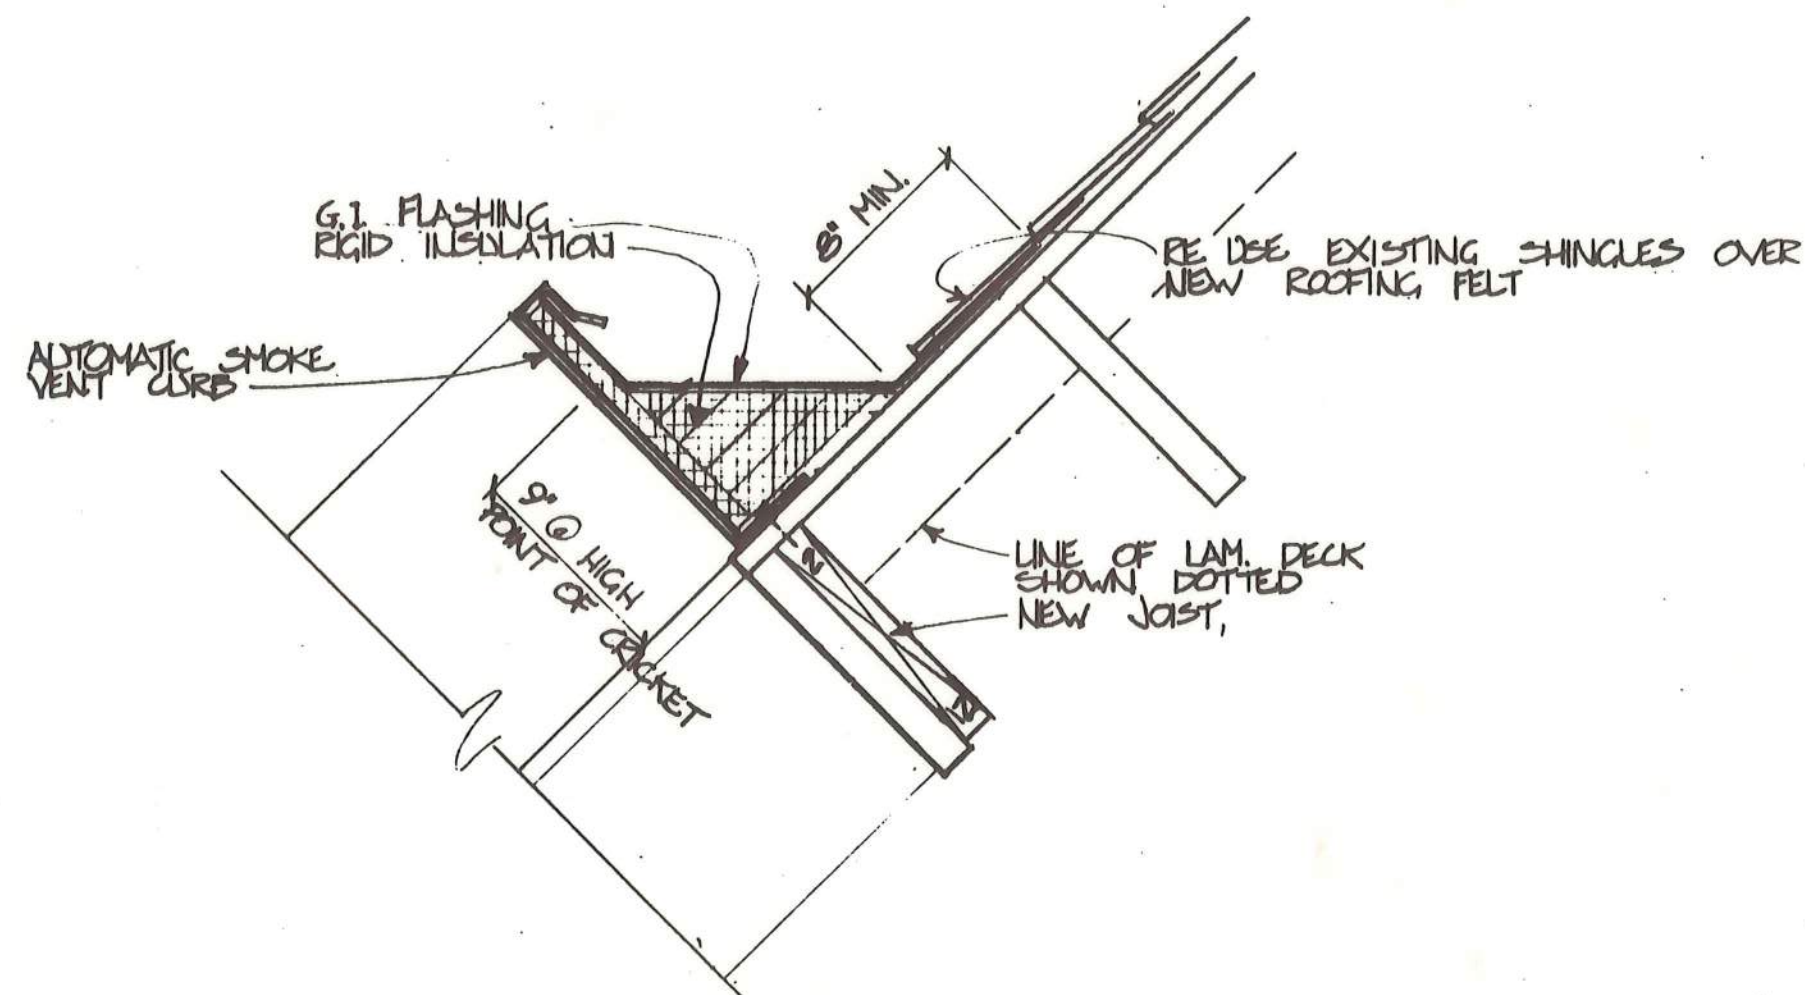 G.I. FLASHING
RIGID INSULATION
8" MIN.
RE USE EXISTING SHINGLES OVER
NEW ROOFING FELT
AUTOMATIC SMOKE
VENT CURB
9" @ HIGH
POINT OF CRICKET
LINE OF LAM. DECK
SHOWN DOTTED
NEW JOIST,